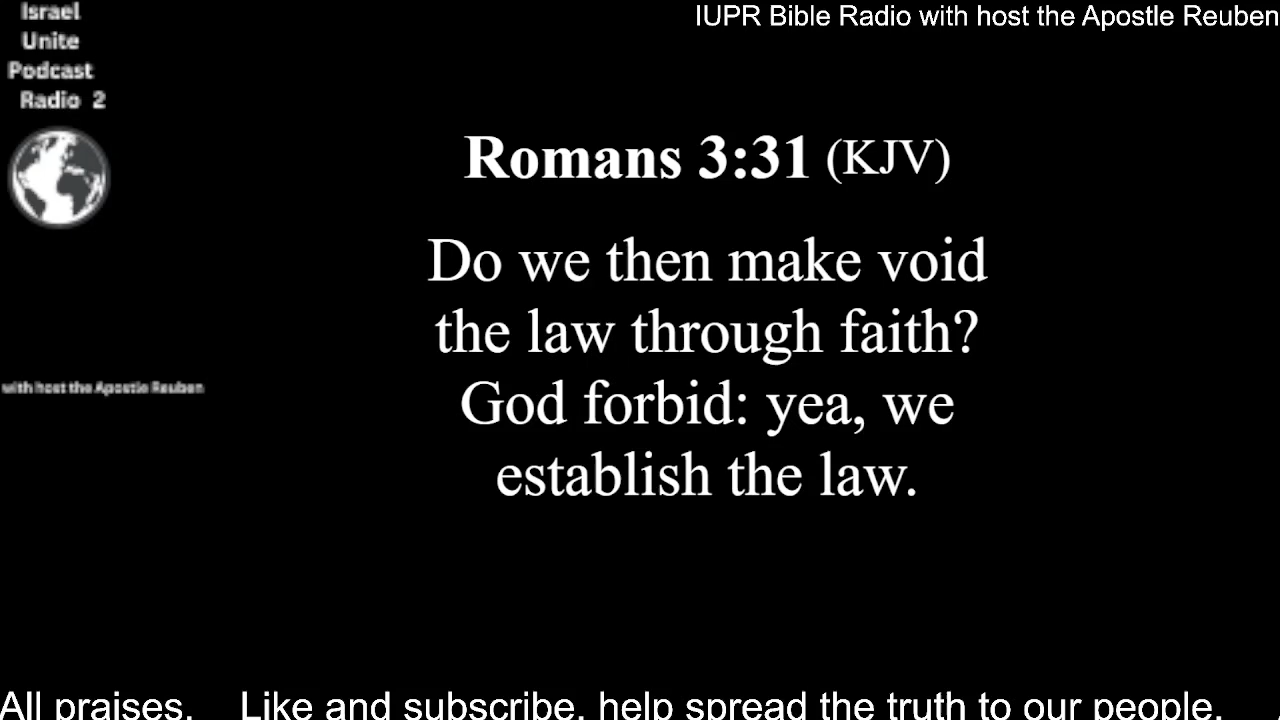 Israel
Unite
Podcast
Radio 2
IUPR Bible Radio with host the Apostle Reuben
Romans 3:31 (KJV)
Do we then make void
the law through faith?
God forbid: yea, we
establish the law.
with host the Apostle Reuben
All praises. Like and subscribe, help spread the truth to our people.